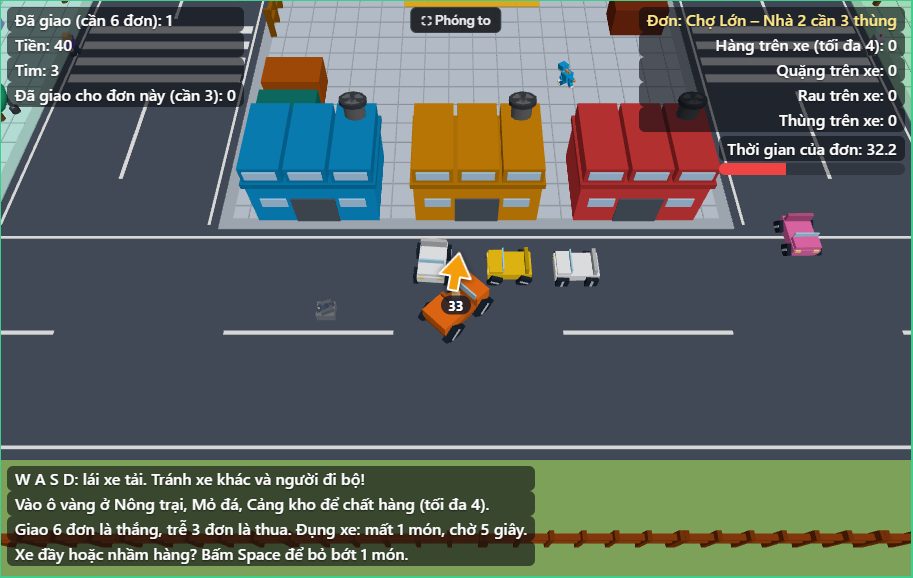 Đã giao (cần 6 đơn): 1
Tiền: 40
Tim: 3
Đã giao cho đơn này (cần 3): 0
Phóng to
Đơn: Chợ Lớn – Nhà 2 cần 3 thùng
Hàng trên xe (tối đa 4): 0
Quặng trên xe: 0
Rau trên xe: 0
Thùng trên xe: 0
Thời gian của đơn: 32.2
33
W A S D: lái xe tải. Tránh xe khác và người đi bộ!
Vào ô vàng ở Nông trại, Mỏ đá, Cảng kho để chất hàng (tối đa 4).
Giao 6 đơn là thắng, trễ 3 đơn là thua. Đụng xe: mất 1 món, chờ 5 giây.
Xe đầy hoặc nhầm hàng? Bấm Space để bỏ bớt 1 món.